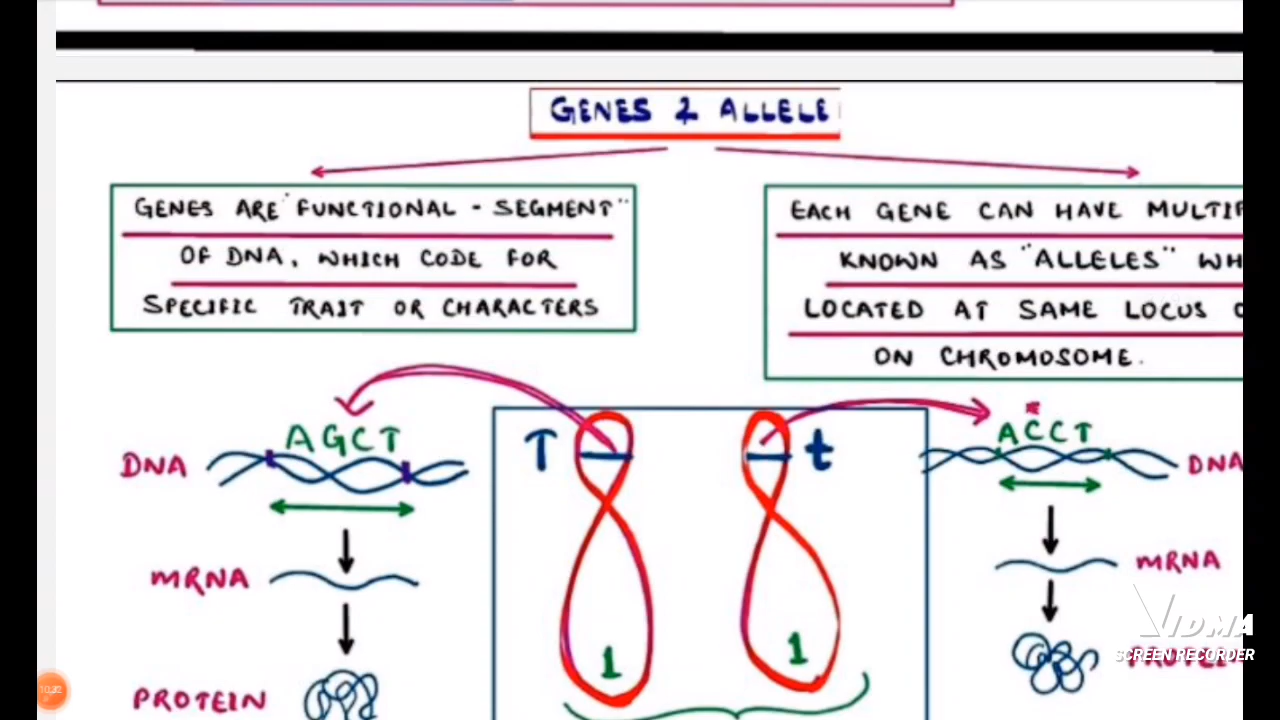 GENES & ALLELE
GENES ARE "FUNCTIONAL - SEGMENT"
OF DNA, WHICH CODE FOR
SPECIFIC TRAIT OR CHARACTERS
EACH GENE CAN HAVE
KNOWN AS "ALLELES"
LOCATED AT SAME LOCUS
ON CHROMOSOME.
AGCT
DNA
MRNA
PROTEIN
T
t
1
1
ACCT
DNA
MRNA
VIDMA
SCREEN RECORDER
10:32